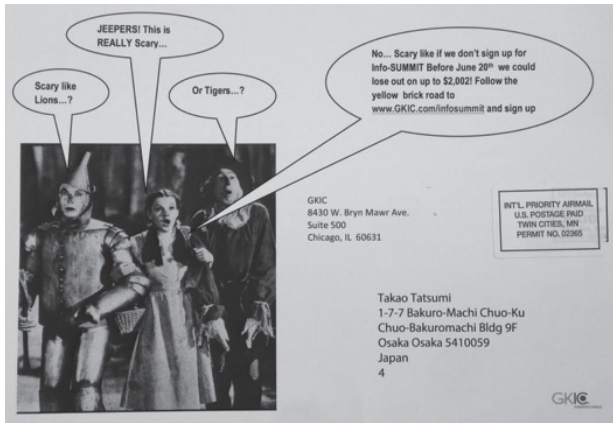 JEEPERS! This is
REALLY Scary...
Scary like
Lions...?
Or Tigers...?
No... Scary like if we don't sign up for
Info-SUMMIT Before June 20th we could
lose out on up to $2,002! Follow the
yellow brick road to
www.GKIC.com/infosummit and sign up
GKIC
8430 W. Bryn Mawr Ave.
Suite 500
Chicago, IL 60631
INT'L. PRIORITY AIRMAIL
U.S. POSTAGE PAID
TWIN CITIES, MN
PERMIT NO. 02365
Takao Tatsumi
1-7-7 Bakuro-Machi Chuo-Ku
Chuo-Bakuromachi Bldg 9F
Osaka Osaka 5410059
Japan
4
GKIC